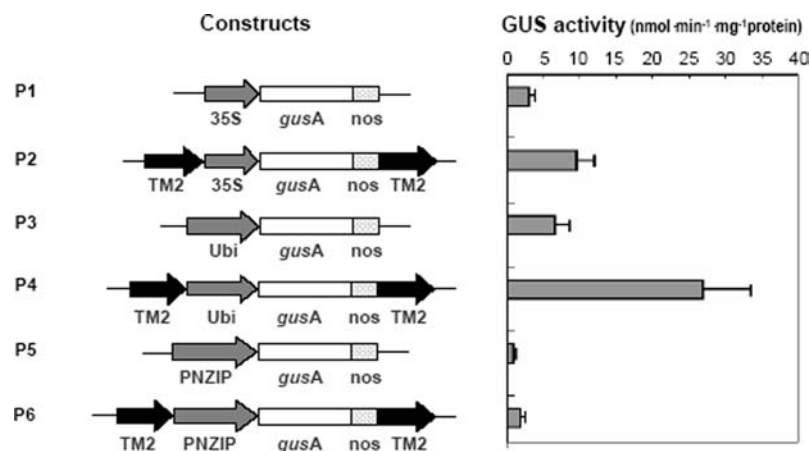 Constructs
GUS activity (nmol·min-1·mg-1protein)
0 5 10 15 20 25 30 35 40
P1
35S gusA nos
P2
TM2 35S gusA nos TM2
P3
Ubi gusA nos
P4
TM2 Ubi gusA nos TM2
P5
PNZIP gusA nos
P6
TM2 PNZIP gusA nos TM2